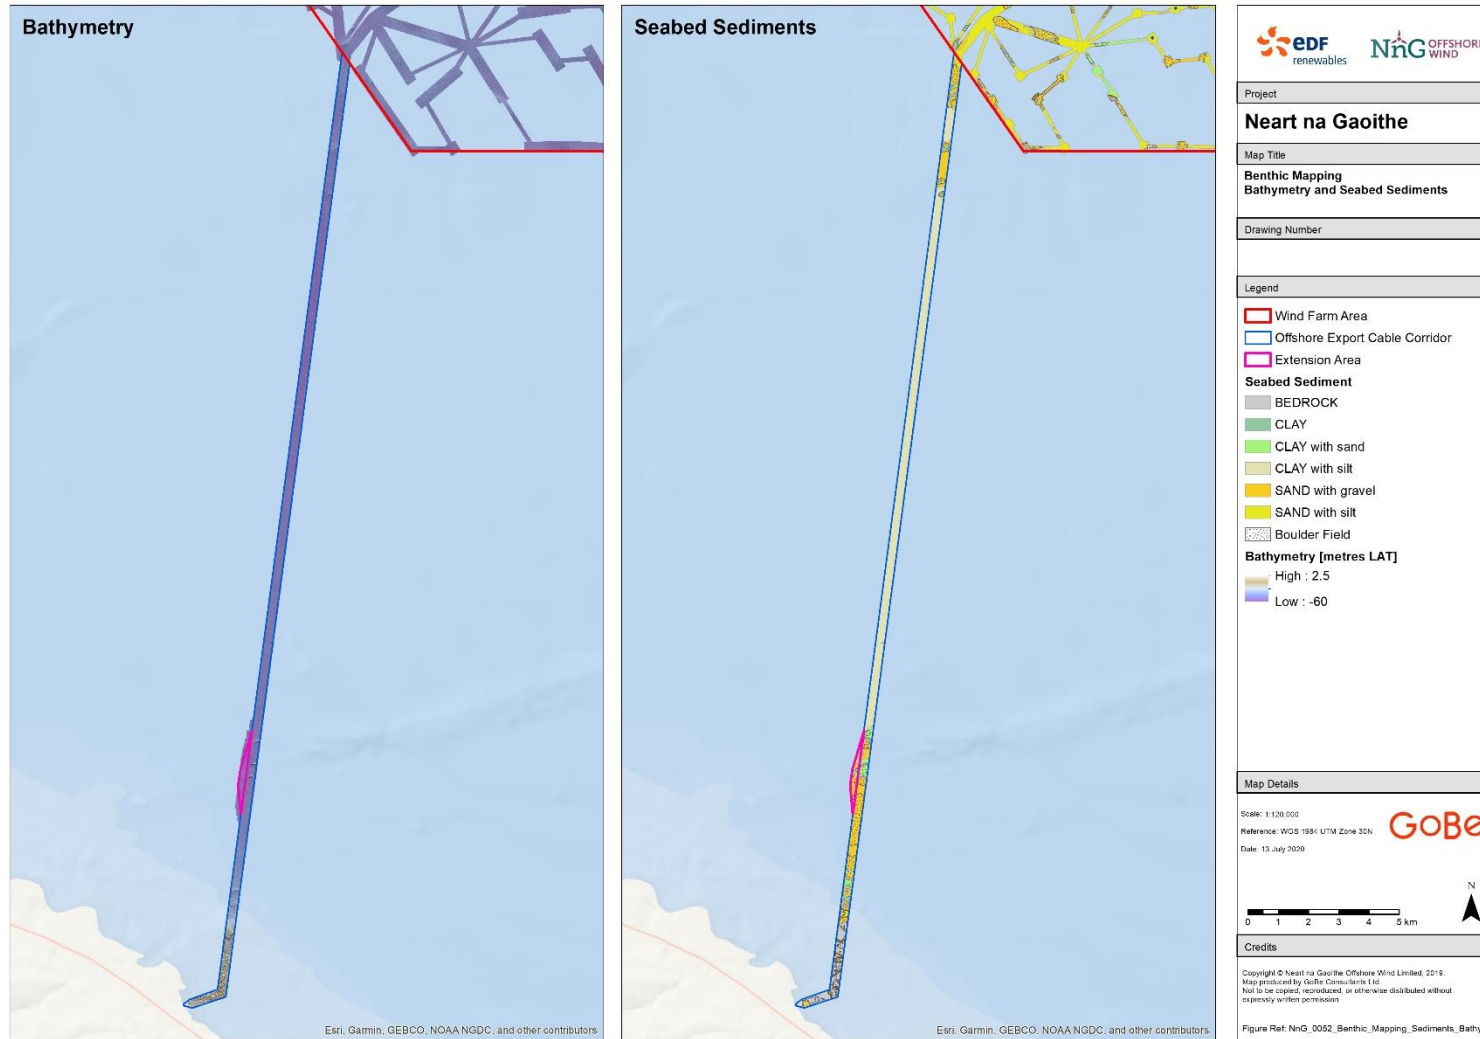 Bathymetry
Esri, Garmin, GEBCO, NOAA NGDC, and other contributors
Seabed Sediments
Esri, Garmin, GEBCO, NOAA NGDC, and other contributors
edf
renewables
NnG OFFSHORE
WIND
Project
Neart na Gaoithe
Map Title
Benthic Mapping
Bathymetry and Seabed Sediments
Drawing Number
Legend
Wind Farm Area
Offshore Export Cable Corridor
Extension Area
Seabed Sediment
BEDROCK
CLAY
CLAY with sand
CLAY with silt
SAND with gravel
SAND with silt
Boulder Field
Bathymetry [metres LAT]
High : 2.5
Low : -60
Map Details
Scale: 1:120,000
Reference: WGS 1984 UTM Zone 30N
Date: 13 July 2020
GoBe
N
0 1 2 3 4 5 km
Credits
Copyright © Neart na Gaoithe Offshore Wind Limited, 2019.
Map produced by GoBe Consultants Ltd
Not to be copied, reproduced, or otherwise distributed without
expressly written permission
Figure Ref: NnG_0052_Benthic_Mapping_Sediments_Bathy